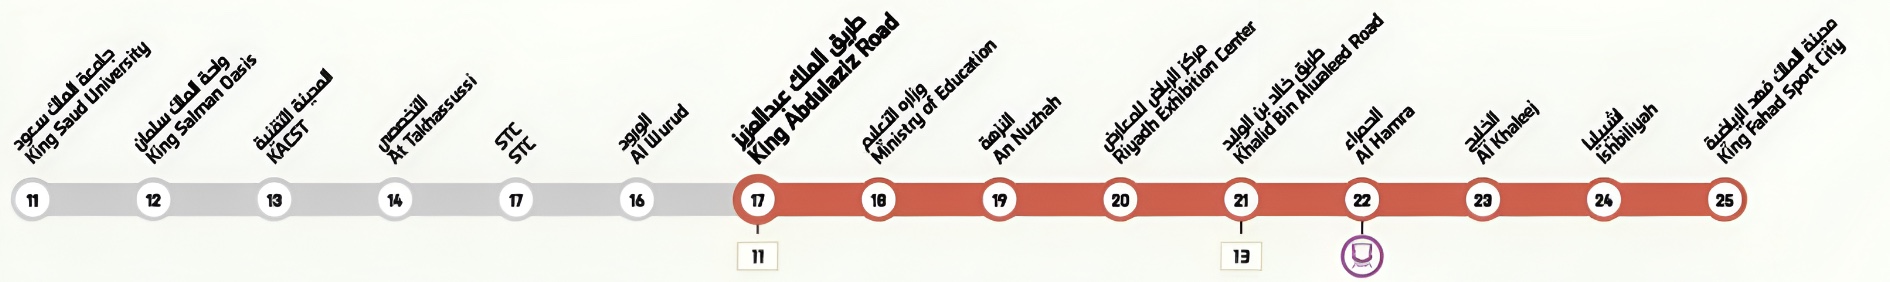 جامعة الملك سعود
King Saud University
واحة الملك سلمان
King Salman Oasis
المدينة التقنية
KACST
التخصصي
At Takhassussi
STC
STC
الورود
Al Wurud
طريق الملك عبدالعزيز
King Abdulaziz Road
وزارة التعليم
Ministry of Education
النزهة
An Nuzhah
مركز الرياض للمعارض
Riyadh Exhibition Center
طريق خالد بن الوليد
Khalid Bin Alwaleed Road
الحمراء
Al Hamra
الخليج
Al Khaleej
اشبيليا
Ishbiliyah
مدينة الملك فهد الرياضية
King Fahad Sport City
11 12 13 14 17 16 17 18 19 20 21 22 23 24 25
11 13